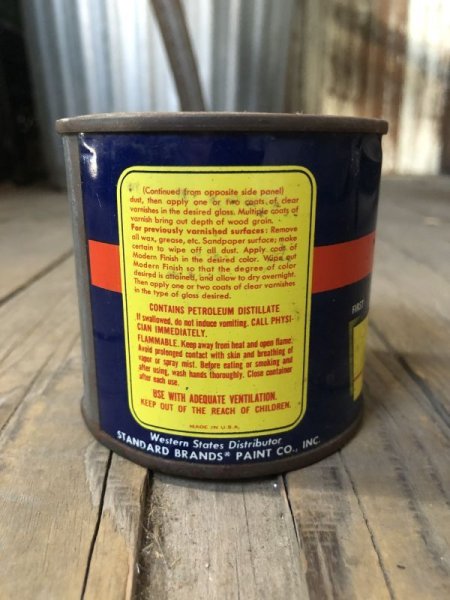 (Continued from opposite side panel)
dust, then apply one or two coats of clear
varnishes in the desired gloss. Multiple coats of
varnish bring out depth of wood grain.
For previously varnished surfaces: Remove
all wax, grease, etc. Sandpaper surface; make
certain to wipe off all dust. Apply coat of
Modern Finish in the desired color. Wipe out
Modern Finish so that the degree of color
desired is attained, and allow to dry overnight.
Then apply one or two coats of clear varnishes
in the type of gloss desired.
CONTAINS PETROLEUM DISTILLATE
If swallowed, do not induce vomiting. CALL PHYSI-
CIAN IMMEDIATELY.
FLAMMABLE. Keep away from heat and open flame.
Avoid prolonged contact with skin and breathing of
vapor or spray mist. Before eating or smoking and
after using, wash hands thoroughly. Close container
after each use.
USE WITH ADEQUATE VENTILATION.
KEEP OUT OF THE REACH OF CHILDREN.
MADE IN U.S.A.
Western States Distributor
STANDARD BRANDS* PAINT CO., INC.
FIRST